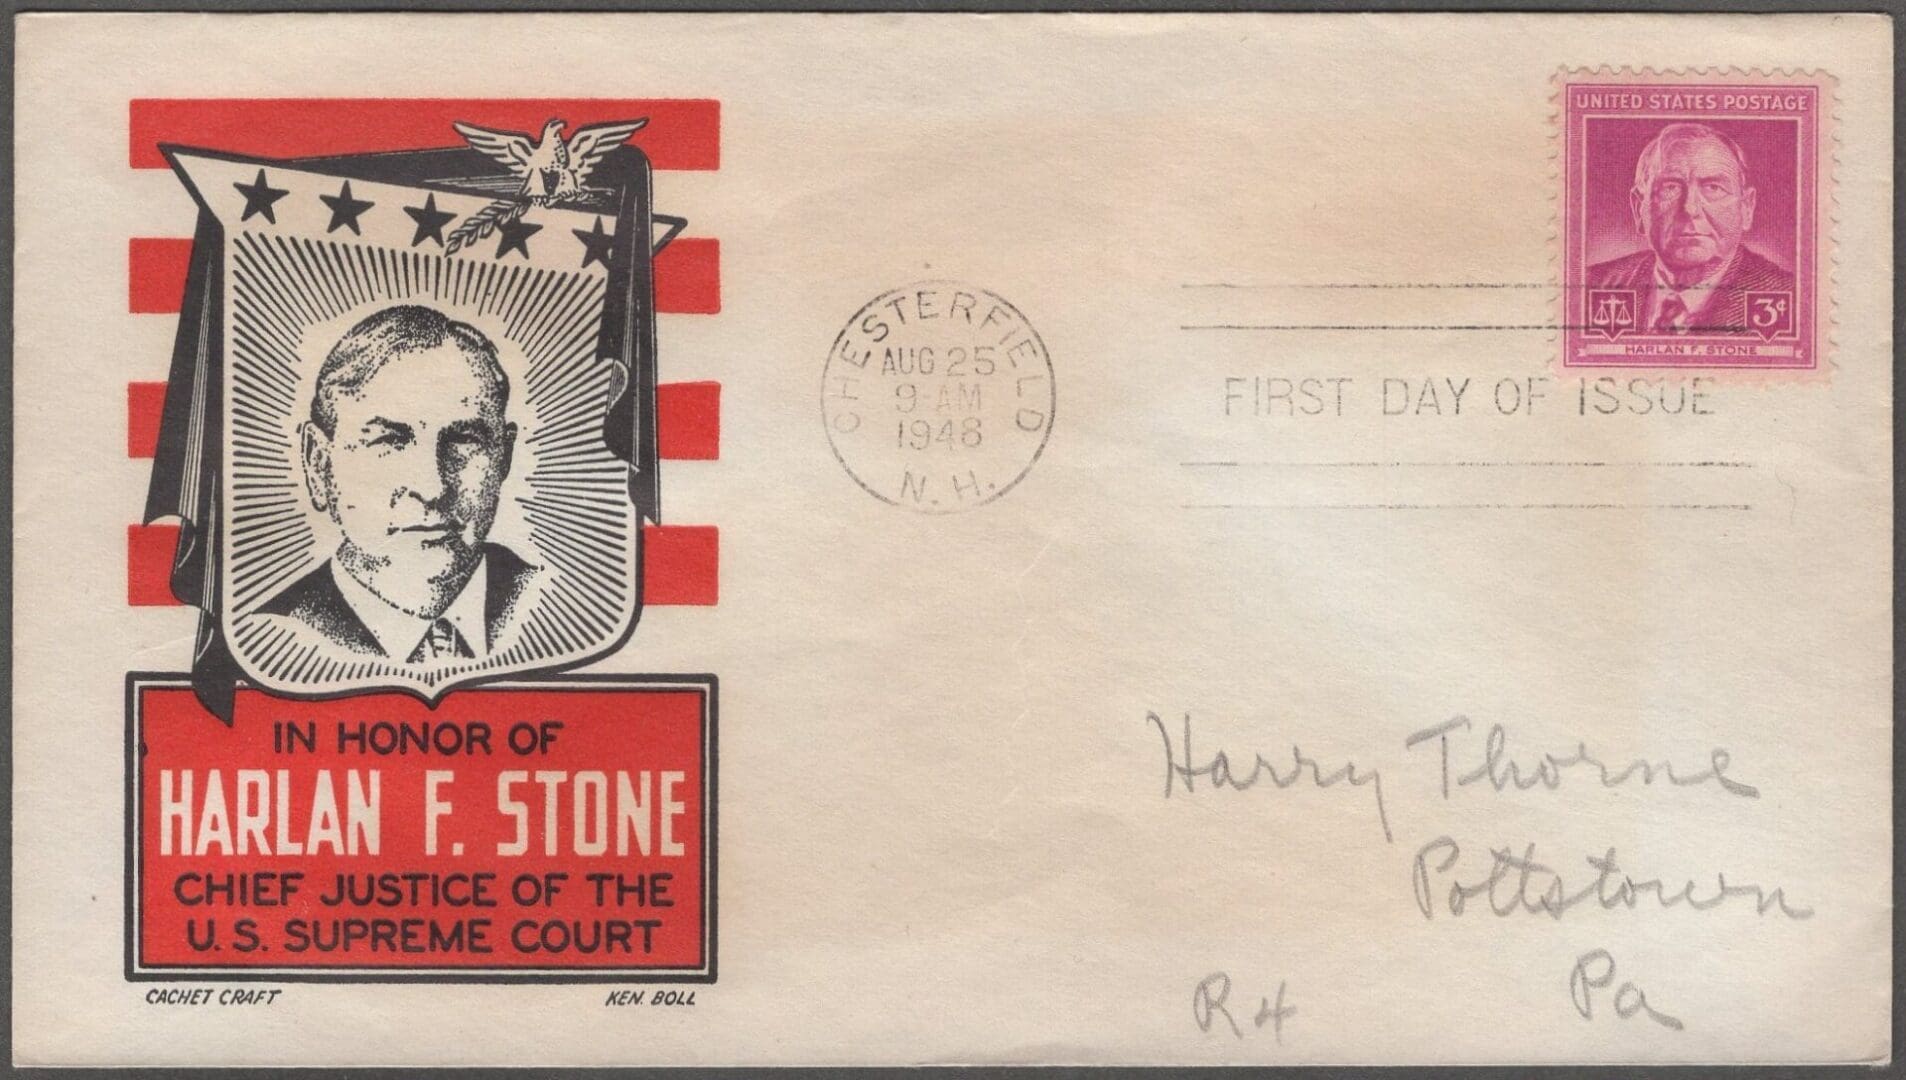 UNITED STATES POSTAGE
3¢
HARLAN F. STONE
CHESTERFIELD
AUG 25
9-AM
1948
N. H.
FIRST DAY OF ISSUE
IN HONOR OF
HARLAN F. STONE
CHIEF JUSTICE OF THE
U. S. SUPREME COURT
CACHET CRAFT
KEN. BOLL
Harry Thorne
Pottstown
Pa
R4